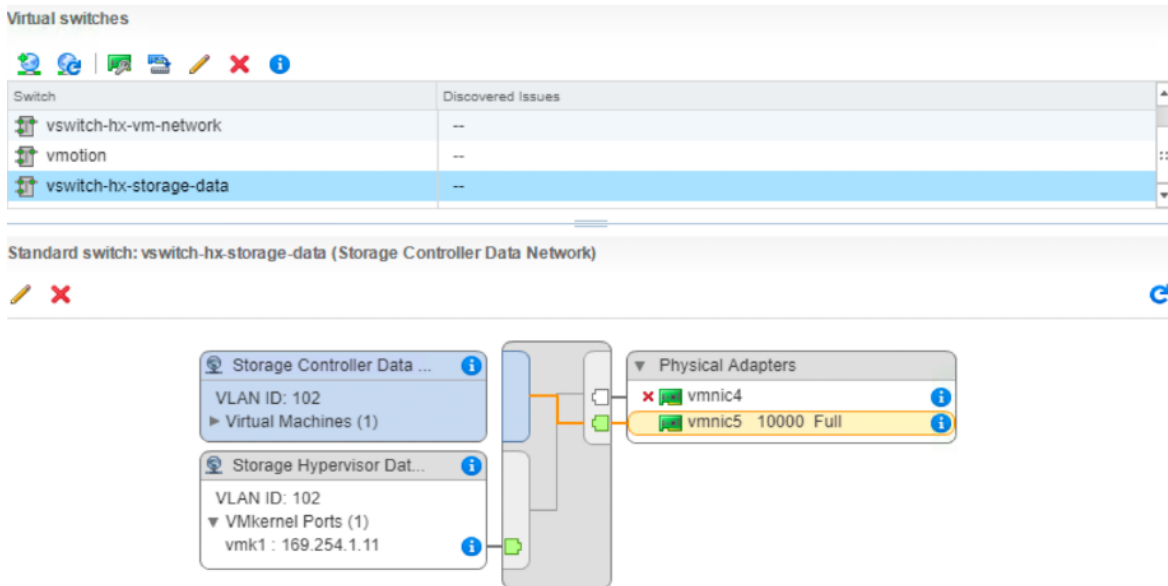 Virtual switches
Switch Discovered Issues
vswitch-hx-vm-network --
vmotion --
vswitch-hx-storage-data --
Standard switch: vswitch-hx-storage-data (Storage Controller Data Network)
Storage Controller Data ...
VLAN ID: 102
Virtual Machines (1)
Storage Hypervisor Dat...
VLAN ID: 102
VMkernel Ports (1)
vmk1 : 169.254.1.11
Physical Adapters
vmnic4
vmnic5 10000 Full